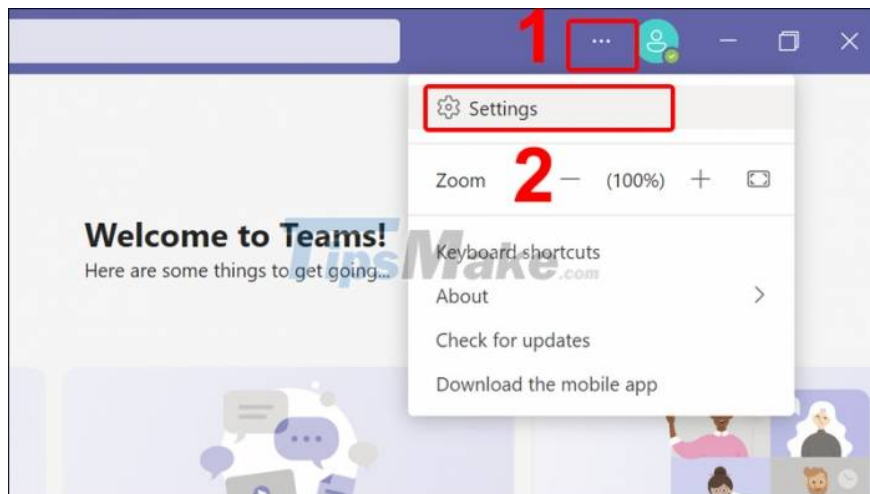 1
...
Settings
2
Zoom — (100%) +
Welcome to Teams!
Here are some things to get going...
TipsMake.com
Keyboard shortcuts
About
Check for updates
Download the mobile app